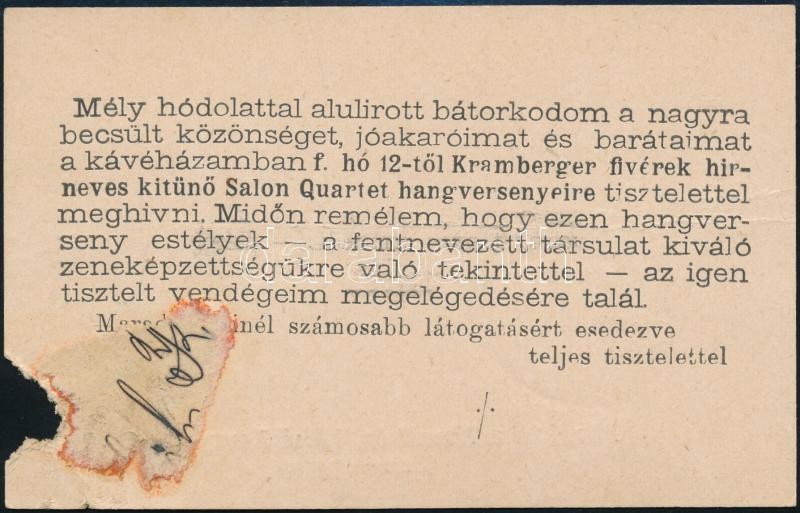 Mély hódolattal alulirott bátorkodom a nagyra
becsült közönséget, jóakaróimat és barátaimat
a kávéházamban f. hó 12-től Kramberger fivérek hir-
neves kitünő Salon Quartet hangversenyeire tisztelettel
meghivni. Midőn remélem, hogy ezen hangver-
seny estélyek — a fentnevezett társulat kiváló
zeneképzettségükre való tekintettel — az igen
tisztelt vendégeim megelégedésére talál.
számosabb látogatásért esedezve
teljes tisztelettel
darabanth